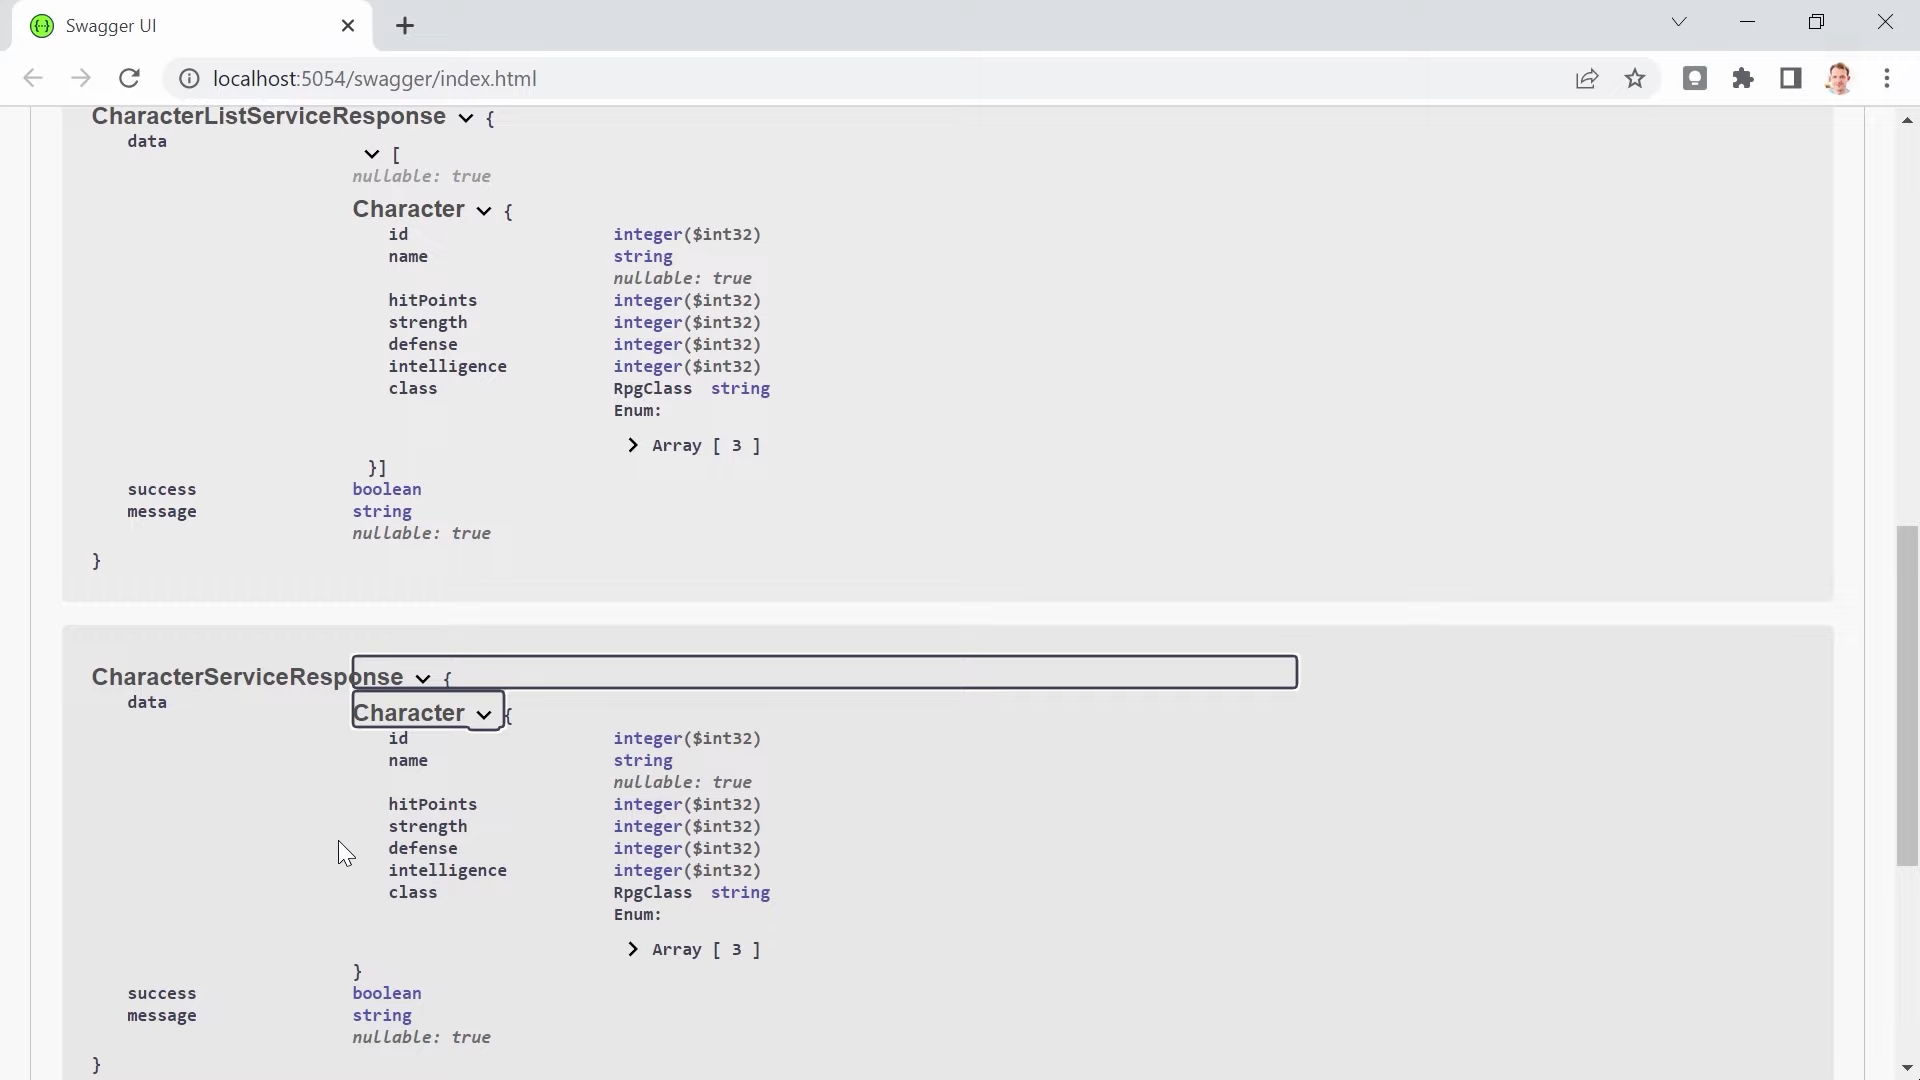 Swagger UI
localhost:5054/swagger/index.html
CharacterListServiceResponse {
data
[
nullable: true
Character {
id integer($int32)
name string
nullable: true
hitPoints integer($int32)
strength integer($int32)
defense integer($int32)
intelligence integer($int32)
class RpgClass string
Enum:
Array [ 3 ]
}]
success boolean
message string
nullable: true
}
CharacterServiceResponse {
data
Character {
id integer($int32)
name string
nullable: true
hitPoints integer($int32)
strength integer($int32)
defense integer($int32)
intelligence integer($int32)
class RpgClass string
Enum:
Array [ 3 ]
}
success boolean
message string
nullable: true
}